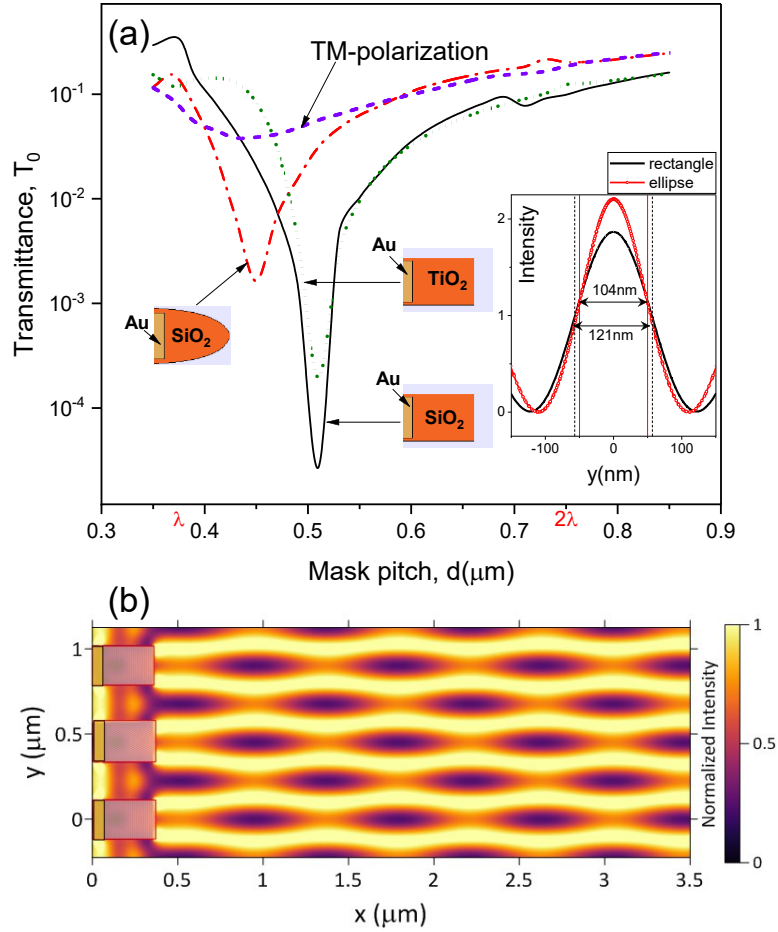 (a)
TM-polarization
Transmittance, T₀
10⁻¹
10⁻²
10⁻³
10⁻⁴
Au
SiO₂
Au
TiO₂
Au
SiO₂
rectangle
ellipse
Intensity
2
1
0
104nm
121nm
-100 0 100
y(nm)
0.3 0.4 0.5 0.6 0.7 0.8 0.9
λ 2λ
Mask pitch, d(μm)
(b)
y (μm)
1
0.5
0
0 0.5 1 1.5 2 2.5 3 3.5
x (μm)
1
0
Normalized Intensity